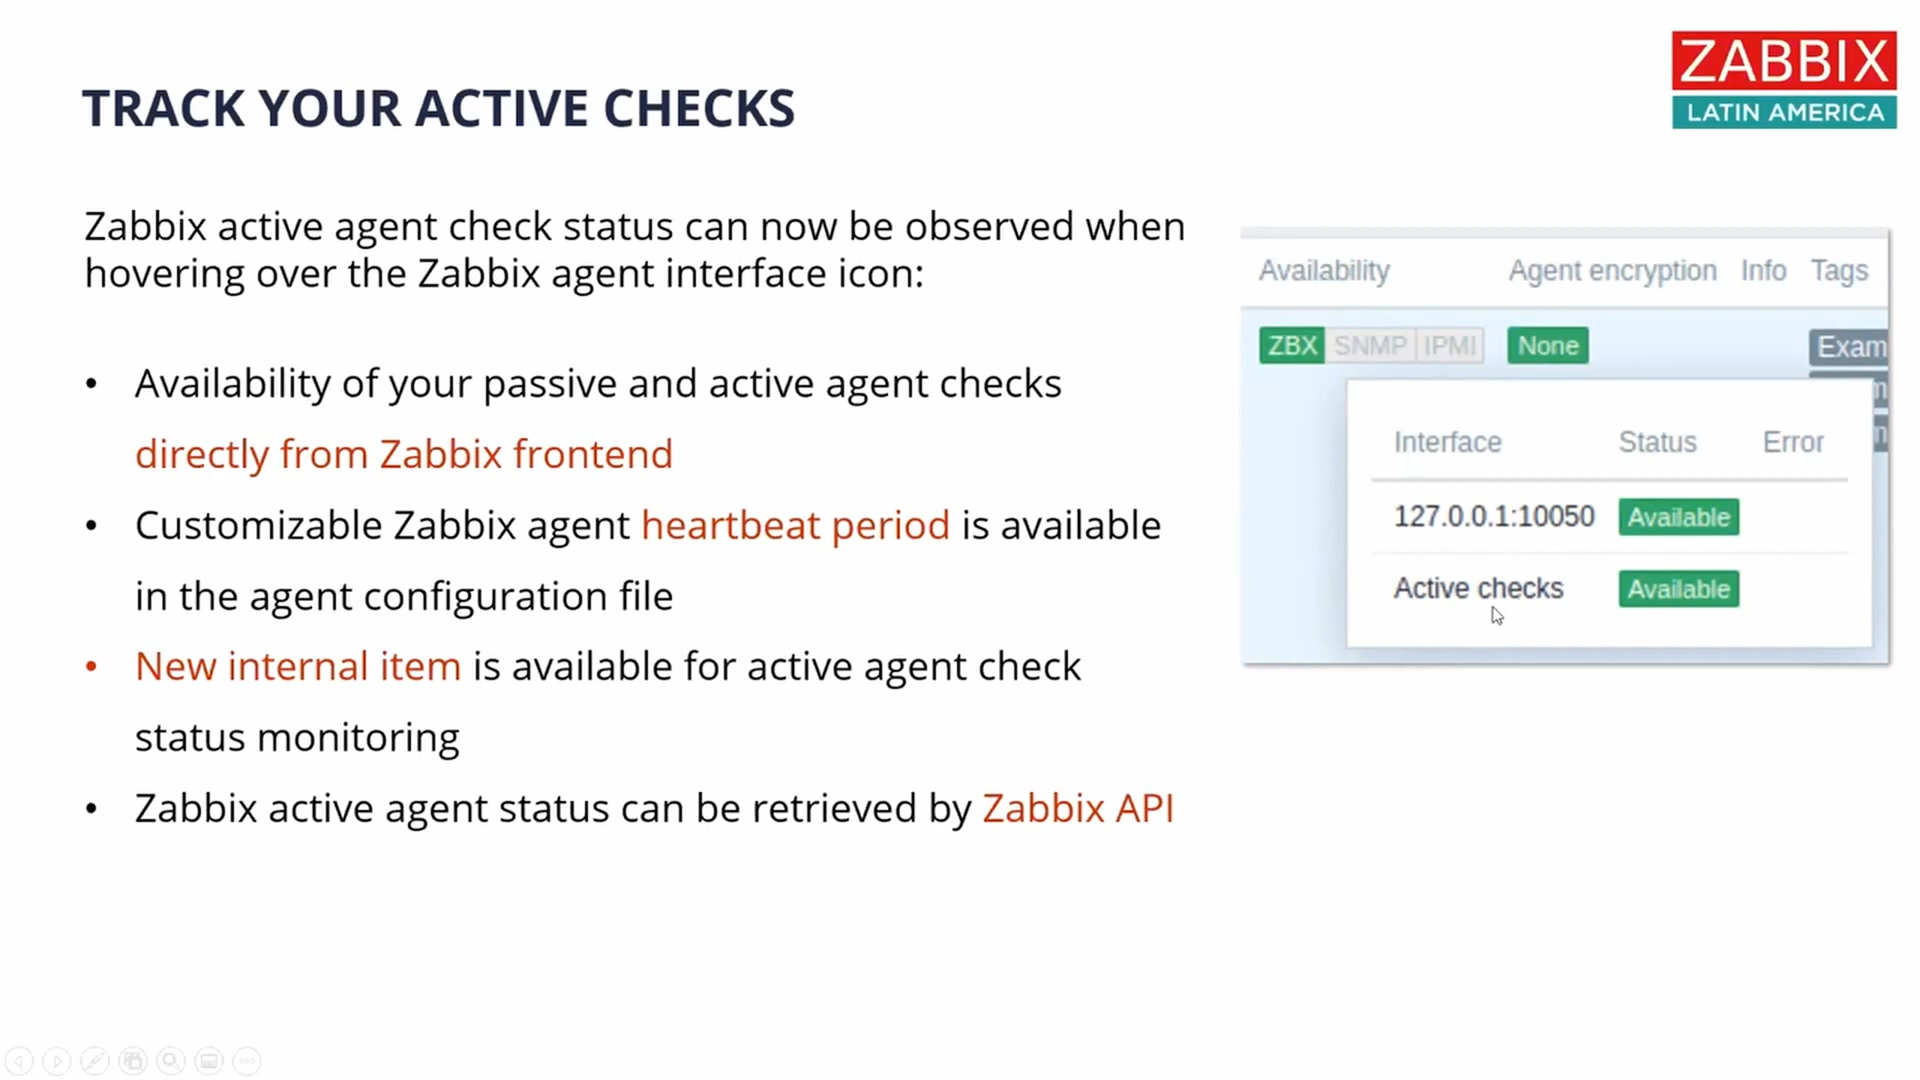 TRACK YOUR ACTIVE CHECKS
ZABBIX
LATIN AMERICA
Zabbix active agent check status can now be observed when
hovering over the Zabbix agent interface icon:
• Availability of your passive and active agent checks
directly from Zabbix frontend
• Customizable Zabbix agent heartbeat period is available
in the agent configuration file
• New internal item is available for active agent check
status monitoring
• Zabbix active agent status can be retrieved by Zabbix API
Availability Agent encryption Info Tags
ZBX SNMP IPMI None Exam
Interface Status Error
127.0.0.1:10050 Available
Active checks Available